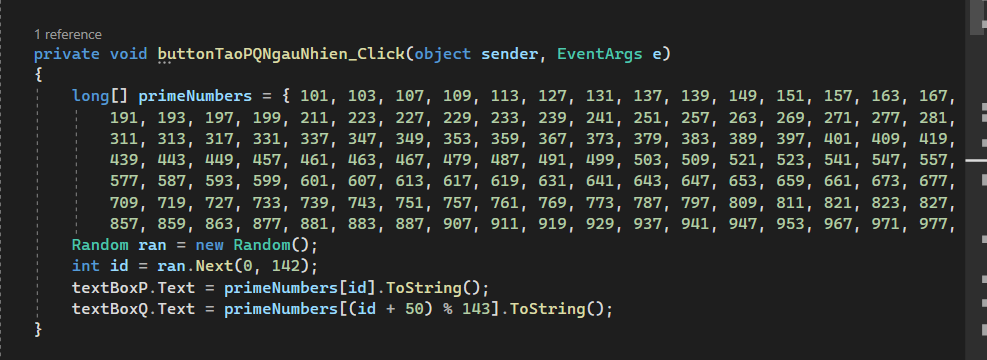 1 reference
private void buttonTaoPQNgauNhien_Click(object sender, EventArgs e)
{
long[] primeNumbers = { 101, 103, 107, 109, 113, 127, 131, 137, 139, 149, 151, 157, 163, 167,
191, 193, 197, 199, 211, 223, 227, 229, 233, 239, 241, 251, 257, 263, 269, 271, 277, 281,
311, 313, 317, 331, 337, 347, 349, 353, 359, 367, 373, 379, 383, 389, 397, 401, 409, 419,
439, 443, 449, 457, 461, 463, 467, 479, 487, 491, 499, 503, 509, 521, 523, 541, 547, 557,
577, 587, 593, 599, 601, 607, 613, 617, 619, 631, 641, 643, 647, 653, 659, 661, 673, 677,
709, 719, 727, 733, 739, 743, 751, 757, 761, 769, 773, 787, 797, 809, 811, 821, 823, 827,
857, 859, 863, 877, 881, 883, 887, 907, 911, 919, 929, 937, 941, 947, 953, 967, 971, 977,
Random ran = new Random();
int id = ran.Next(0, 142);
textBoxP.Text = primeNumbers[id].ToString();
textBoxQ.Text = primeNumbers[(id + 50) % 143].ToString();
}